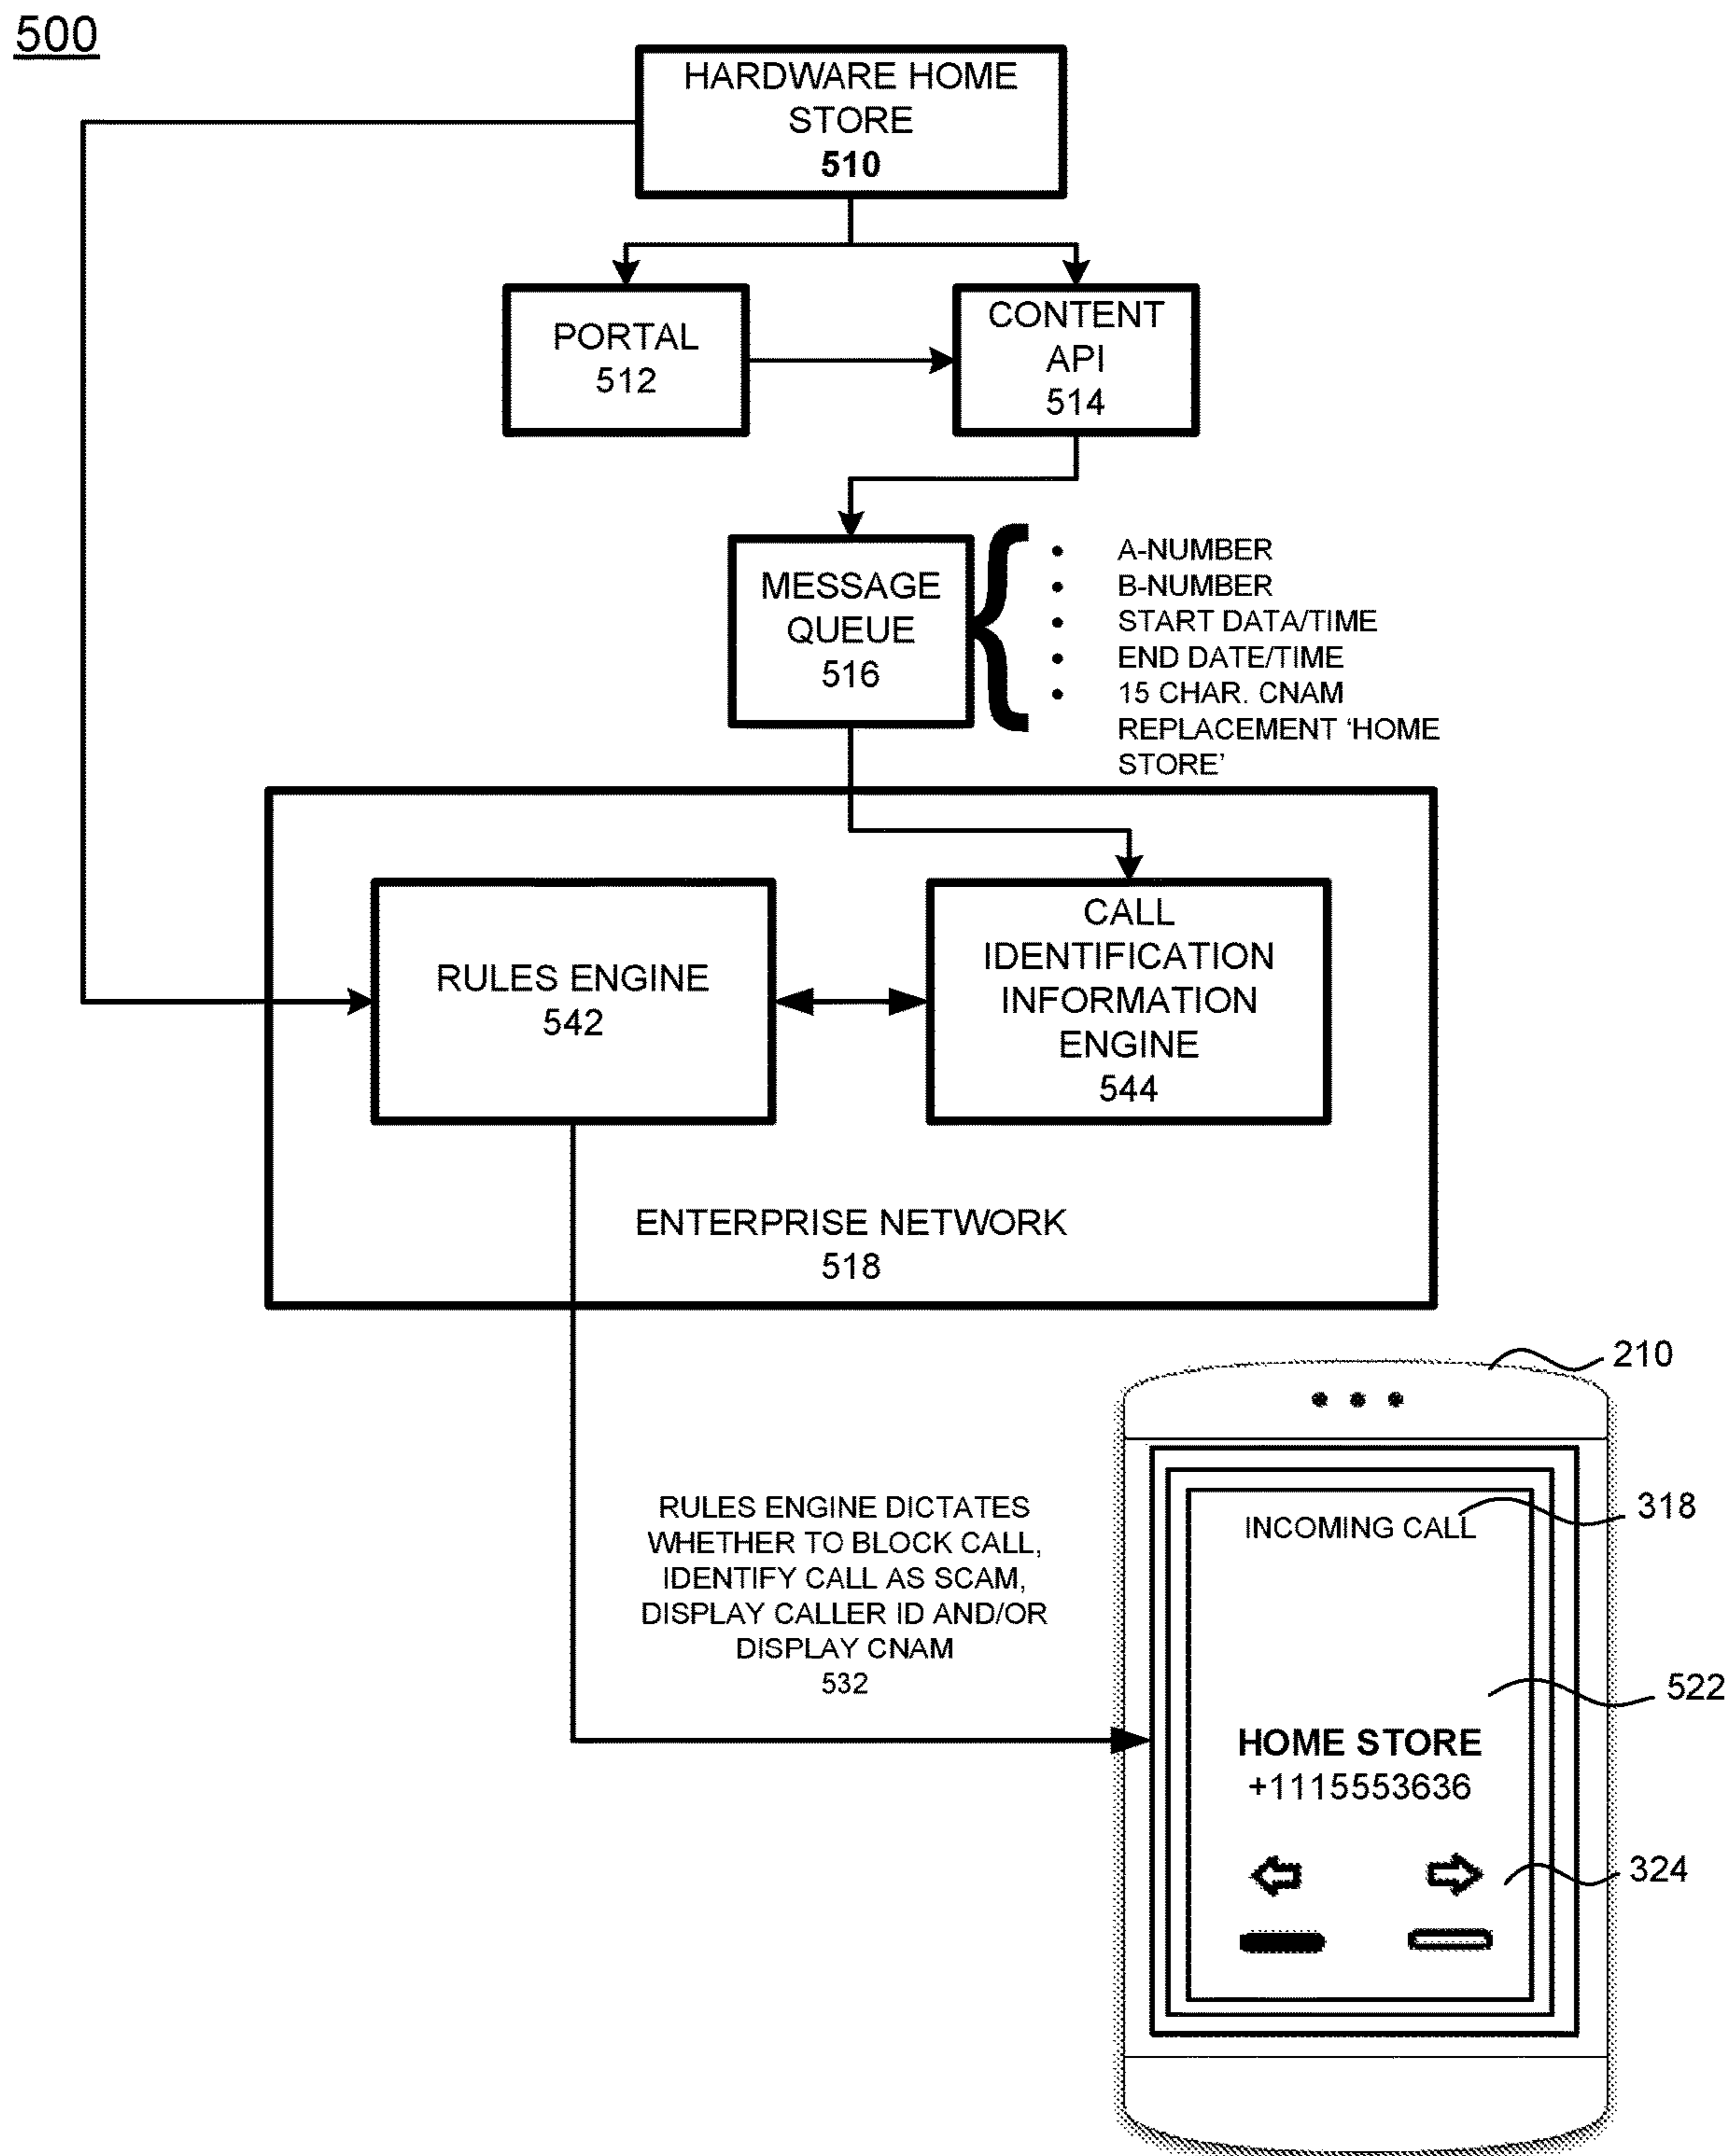 500
HARDWARE HOME
STORE
510
PORTAL
512
CONTENT
API
514
MESSAGE
QUEUE
516
• A-NUMBER
• B-NUMBER
• START DATA/TIME
• END DATE/TIME
• 15 CHAR. CNAM
REPLACEMENT ‘HOME
STORE’
RULES ENGINE
542
CALL
IDENTIFICATION
INFORMATION
ENGINE
544
ENTERPRISE NETWORK
518
RULES ENGINE DICTATES
WHETHER TO BLOCK CALL,
IDENTIFY CALL AS SCAM,
DISPLAY CALLER ID AND/OR
DISPLAY CNAM
532
210
318
INCOMING CALL
522
HOME STORE
+1115553636
324